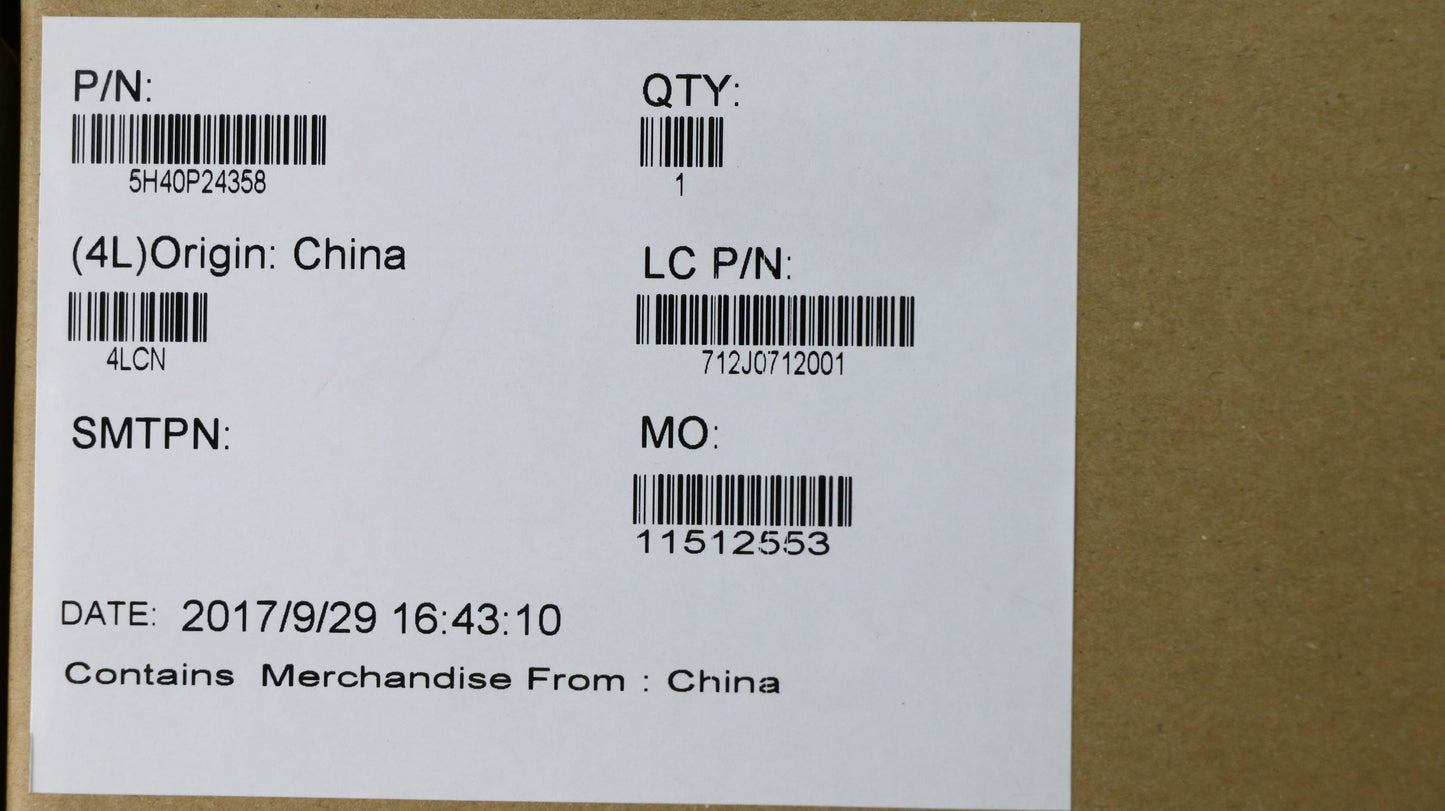 P/N:
5H40P24358
QTY:
1
(4L)Origin: China
4LCN
LC P/N:
712J0712001
SMTPN:
MO:
11512553
DATE: 2017/9/29 16:43:10
Contains Merchandise From : China